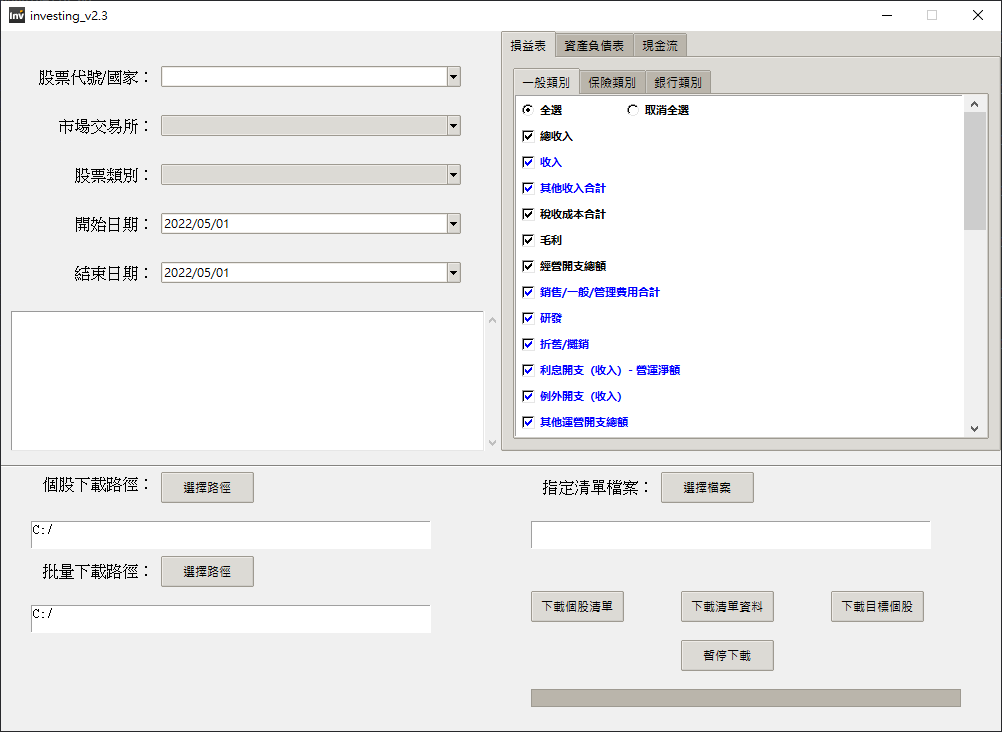 Inv investing_v2.3
股票代號/國家：
市場交易所：
股票類別：
開始日期： 2022/05/01
結束日期： 2022/05/01
損益表 資產負債表 現金流
一般類別 保險類別 銀行類別
全選 取消全選
總收入
收入
其他收入合計
稅收成本合計
毛利
經營開支總額
銷售/一般/管理費用合計
研發
折舊/攤銷
利息開支（收入）- 營運淨額
例外開支（收入）
其他運營開支總額
個股下載路徑： 選擇路徑
C:/
批量下載路徑： 選擇路徑
C:/
指定清單檔案： 選擇檔案
下載個股清單 下載清單資料 下載目標個股
暫停下載